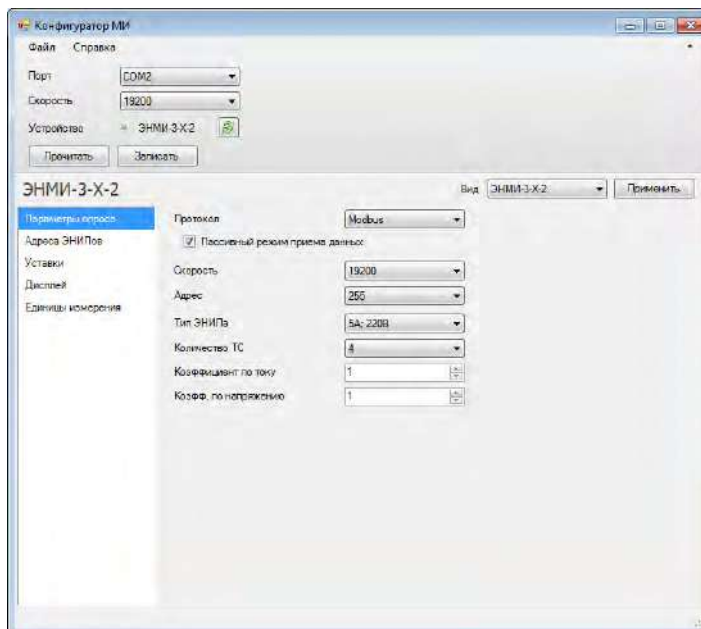 Конфигуратор МИ
Файл Справка
Порт COM2
Скорость 19200
Устройство ЭНМИ-3-X-2
Прочитать Записать
ЭНМИ-3-X-2 Вид ЭНМИ-3-X-2 Применить
Параметры опроса Протокол Modbus
Пассивный режим приема данных
Адреса ЭНИПов
Уставки Скорость 19200
Дисплей Адрес 255
Единицы измерения Тип ЭНИПа 5А; 220В
Количество ТС 4
Коэффициент по току 1
Коэфф. по напряжению 1